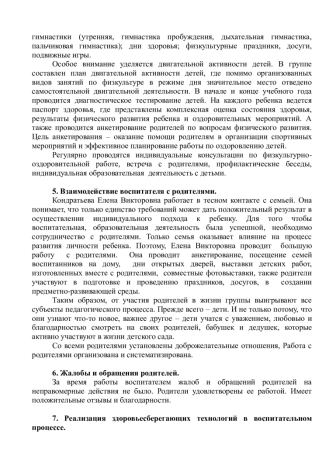 гимнастики (утренняя, гимнастика пробуждения, дыхательная гимнастика,
пальчиковая гимнастика); дни здоровья; физкультурные праздники, досуги,
подвижные игры.
Особое внимание уделяется двигательной активности детей. В группе
составлен план двигательной активности детей, где помимо организованных
видов занятий по физкультуре в режиме дня значительное место отведено
самостоятельной двигательной деятельности. В начале и конце учебного года
проводится диагностическое тестирование детей. На каждого ребенка ведется
паспорт здоровья, где представлены комплексная оценка состояния здоровья,
результаты физического развития ребенка и оздоровительных мероприятий. А
также проводится анкетирование родителей по вопросам физического развития.
Цель анкетирования – оказание помощи родителям в организации спортивных
мероприятий и эффективное планирование работы по оздоровлению детей.
Регулярно проводятся индивидуальные консультации по физкультурно-
оздоровительной работе, встреча с родителями, профилактические беседы,
индивидуальная образовательная деятельность с детьми.
5. Взаимодействие воспитателя с родителями.
Кондратьева Елена Викторовна работает в тесном контакте с семьей. Она
понимает, что только единство требований может дать положительный результат в
осуществлении индивидуального подхода к ребенку. Для того чтобы
воспитательная, образовательная деятельность была успешной, необходимо
сотрудничество с родителями. Только семья оказывает влияние на процесс
развития личности ребенка. Поэтому, Елена Викторовна проводит большую
работу с родителями. Она проводит анкетирование, посещение семей
воспитанников на дому, дни открытых дверей, выставки детских работ,
изготовленных вместе с родителями, совместные фотовыставки, также родители
участвуют в подготовке и проведению праздников, досугов, в создании
предметно-развивающей среды.
Таким образом, от участия родителей в жизни группы выигрывают все
субъекты педагогического процесса. Прежде всего – дети. И не только потому, что
они узнают что-то новое, важнее другое – дети учатся с уважением, любовью и
благодарностью смотреть на своих родителей, бабушек и дедушек, которые
активно участвуют в жизни детского сада.
Со всеми родителями установлены доброжелательные отношения, Работа с
родителями организована и систематизирована.
6. Жалобы и обращения родителей.
За время работы воспитателем жалоб и обращений родителей на
неправомерные действия не было. Родители удовлетворены ее работой. Имеет
положительные отзывы и благодарности.
7. Реализация здоровьесберегающих технологий в воспитательном
процессе.